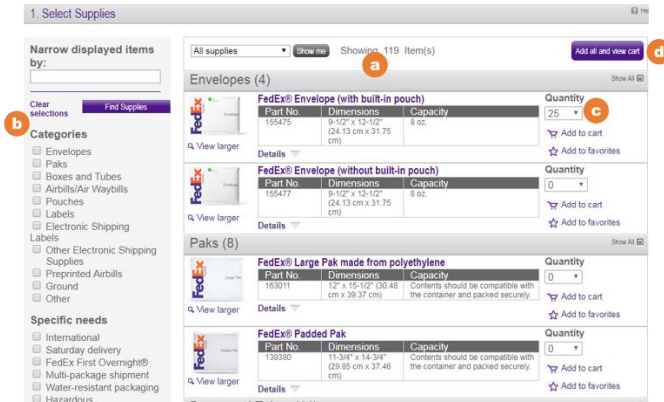 1. Select Supplies
Narrow displayed items by:
Clear selections
Find Supplies
b
Categories
Envelopes
Paks
Boxes and Tubes
Airbills/Air Waybills
Pouches
Labels
Electronic Shipping
Labels
Other Electronic Shipping
Supplies
Preprinted Airbills
Ground
Other
Specific needs
International
Saturday delivery
FedEx First Overnight®
Multi-package shipment
Water-resistant packaging
Hazardous
All supplies
Show me
Showing 119 Item(s)
a
Add all and view cart
d
Envelopes (4)
Show All
FedEx
View larger
FedEx® Envelope (with built-in pouch)
Part No. Dimensions Capacity
155475 9-1/2" x 12-1/2" 8 oz.
(24.13 cm x 31.75
cm)
Details
Quantity
25
c
Add to cart
Add to favorites
FedEx
View larger
FedEx® Envelope (without built-in pouch)
Part No. Dimensions Capacity
155477 9-1/2" x 12-1/2" 8 oz.
(24.13 cm x 31.75
cm)
Details
Quantity
0
Add to cart
Add to favorites
Paks (8)
Show All
FedEx
View larger
FedEx® Large Pak made from polyethylene
Part No. Dimensions Capacity
163011 12" x 15-1/2" (30.48 Contents should be compatible with
cm x 39.37 cm) the container and packed securely.
Details
Quantity
0
Add to cart
Add to favorites
FedEx
View larger
FedEx® Padded Pak
Part No. Dimensions Capacity
139380 11-3/4" x 14-3/4" Contents should be compatible with
(29.85 cm x 37.46 the container and packed securely.
cm)
Details
Quantity
0
Add to cart
Add to favorites